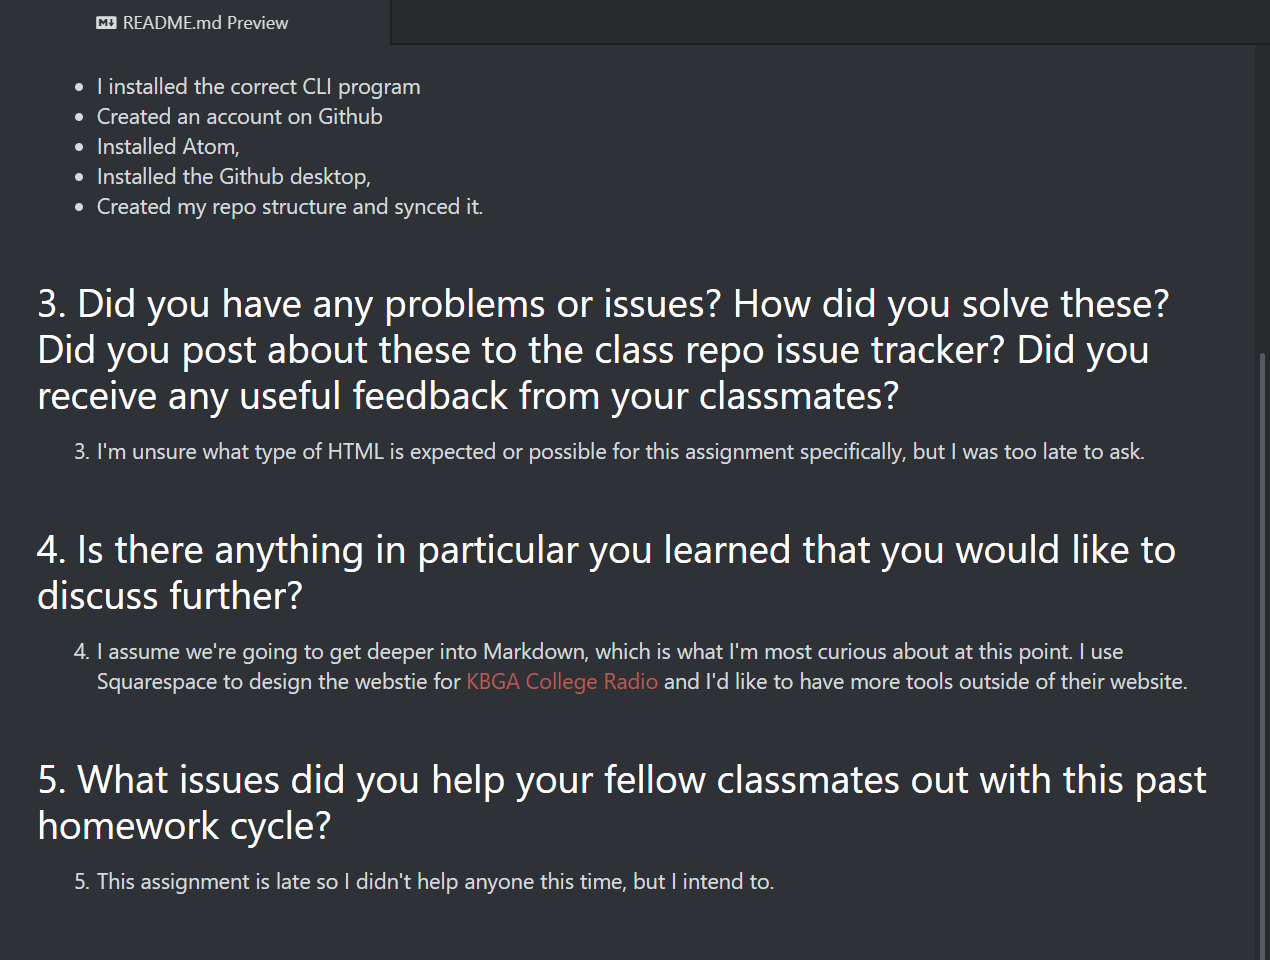 README.md Preview
• I installed the correct CLI program
• Created an account on Github
• Installed Atom,
• Installed the Github desktop,
• Created my repo structure and synced it.
3. Did you have any problems or issues? How did you solve these?
Did you post about these to the class repo issue tracker? Did you
receive any useful feedback from your classmates?
3. I'm unsure what type of HTML is expected or possible for this assignment specifically, but I was too late to ask.
4. Is there anything in particular you learned that you would like to
discuss further?
4. I assume we're going to get deeper into Markdown, which is what I'm most curious about at this point. I use
Squarespace to design the webstie for KBGA College Radio and I'd like to have more tools outside of their website.
5. What issues did you help your fellow classmates out with this past
homework cycle?
5. This assignment is late so I didn't help anyone this time, but I intend to.